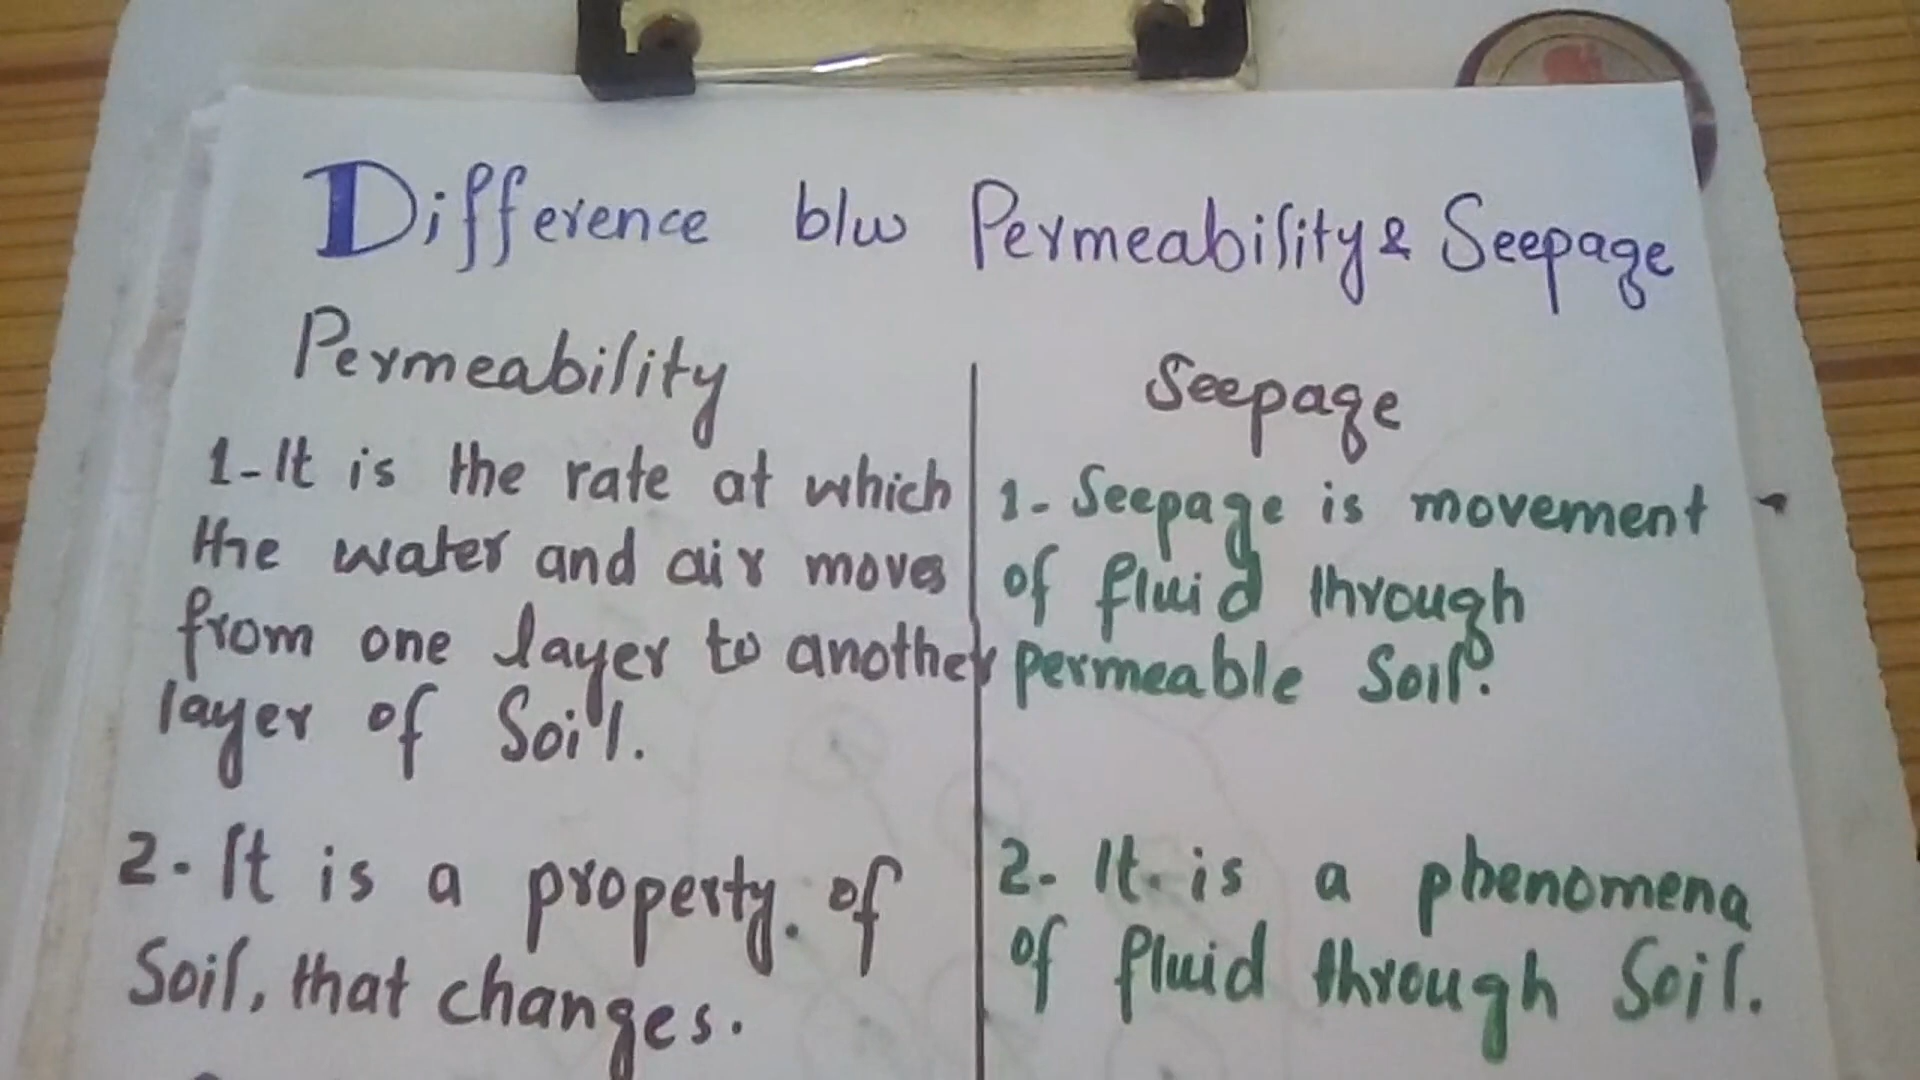 Difference b/w Permeability & Seepage
Permeability
1- It is the rate at which
the water and air moves
from one layer to another
layer of Soil.
2. It is a property. of
Soil, that changes.
Seepage
1- Seepage is movement
of fluid through
permeable Soil.
2- It. is a phenomena
of fluid through Soil.